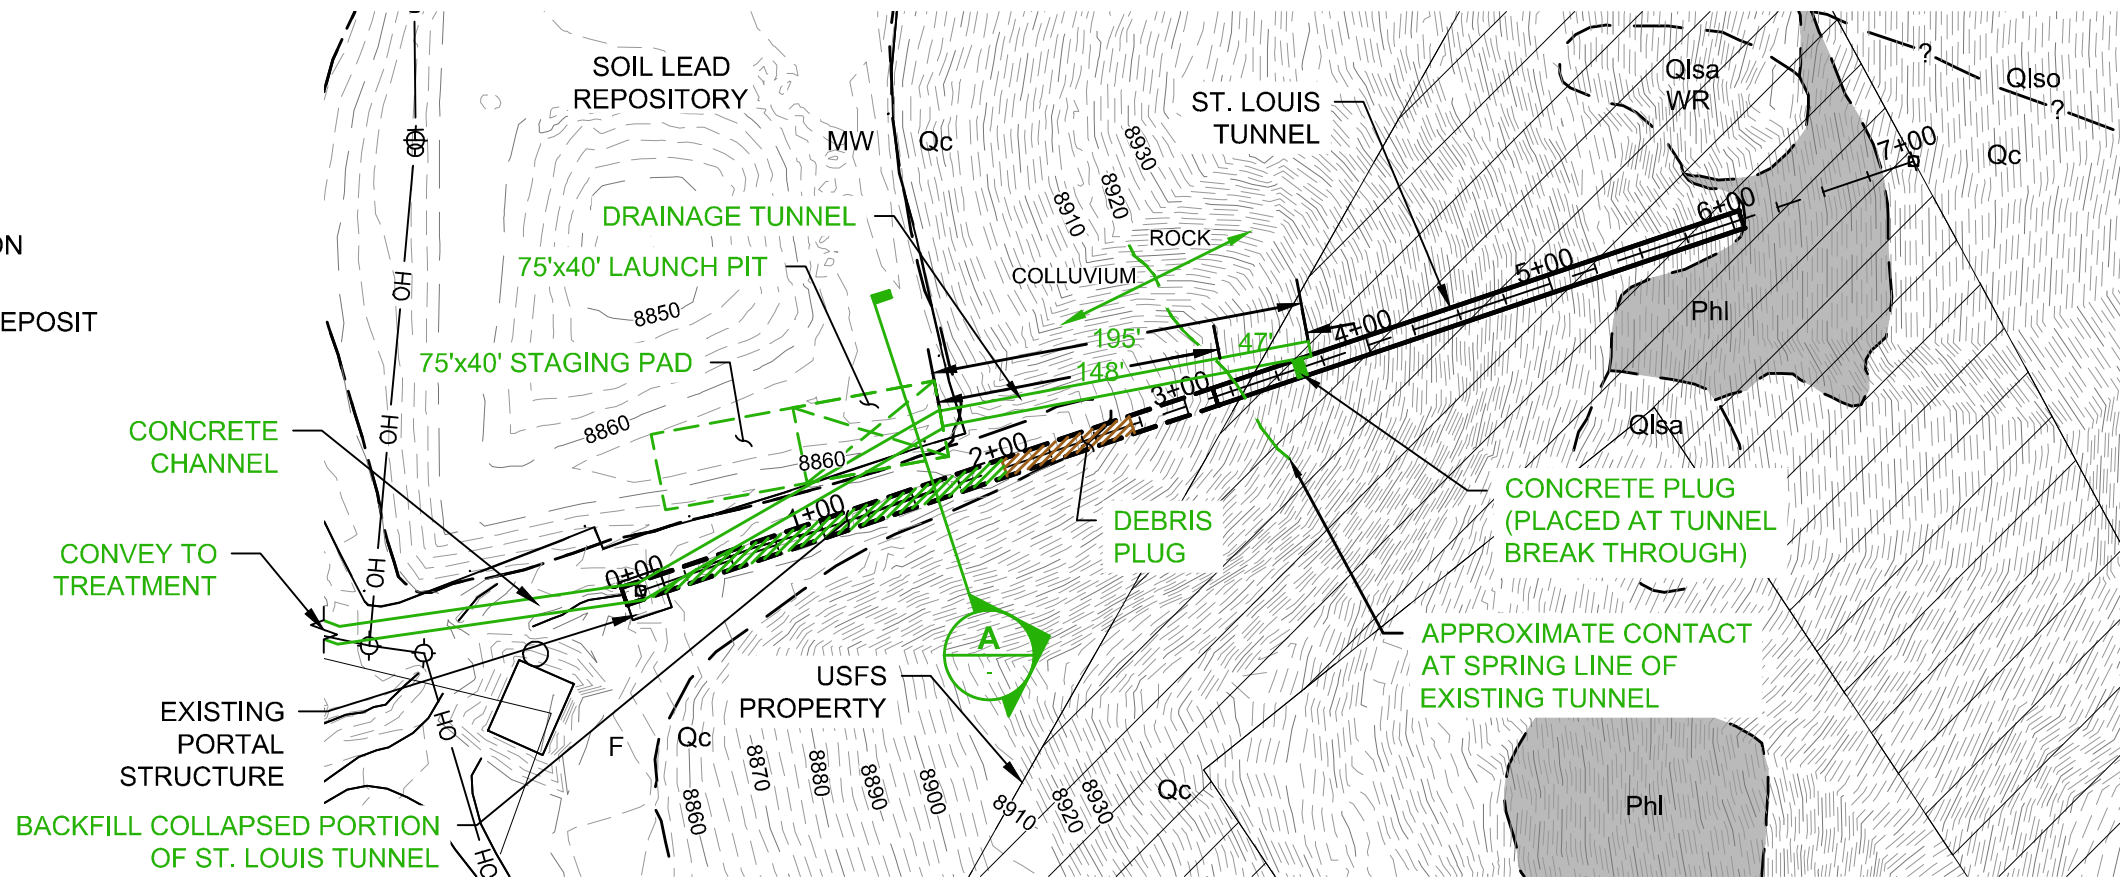 SOIL LEAD
REPOSITORY
MW
Qc
ST. LOUIS
TUNNEL
Qlsa
WR
?
Qlso
?
Qc
7+00
8930
8920
8910
DRAINAGE TUNNEL
ROCK
COLLUVIUM
75'x40' LAUNCH PIT
ON
EPOSIT
HO
8850
75'x40' STAGING PAD
195'
148'
47'
6+00
5+00
4+00
3+00
2+00
1+00
0+00
Phl
8860
8860
HO
CONCRETE
CHANNEL
Qlsa
CONCRETE PLUG
(PLACED AT TUNNEL
BREAK THROUGH)
DEBRIS
PLUG
CONVEY TO
TREATMENT
HO
A
-
APPROXIMATE CONTACT
AT SPRING LINE OF
EXISTING TUNNEL
USFS
PROPERTY
EXISTING
PORTAL
STRUCTURE
HO
F
Qc
8860
8870
8880
8890
8900
8910
8920
8930
Qc
Phl
BACKFILL COLLAPSED PORTION
OF ST. LOUIS TUNNEL
HO